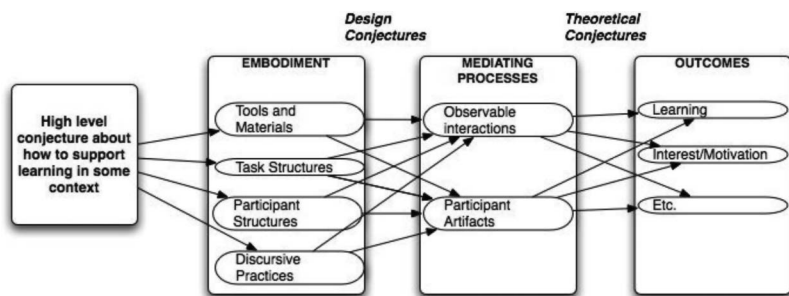 Design
Conjectures
Theoretical
Conjectures
High level
conjecture about
how to support
learning in some
context
EMBODIMENT
Tools and
Materials
Task Structures
Participant
Structures
Discursive
Practices
MEDIATING
PROCESSES
Observable
interactions
Participant
Artifacts
OUTCOMES
Learning
Interest/Motivation
Etc.